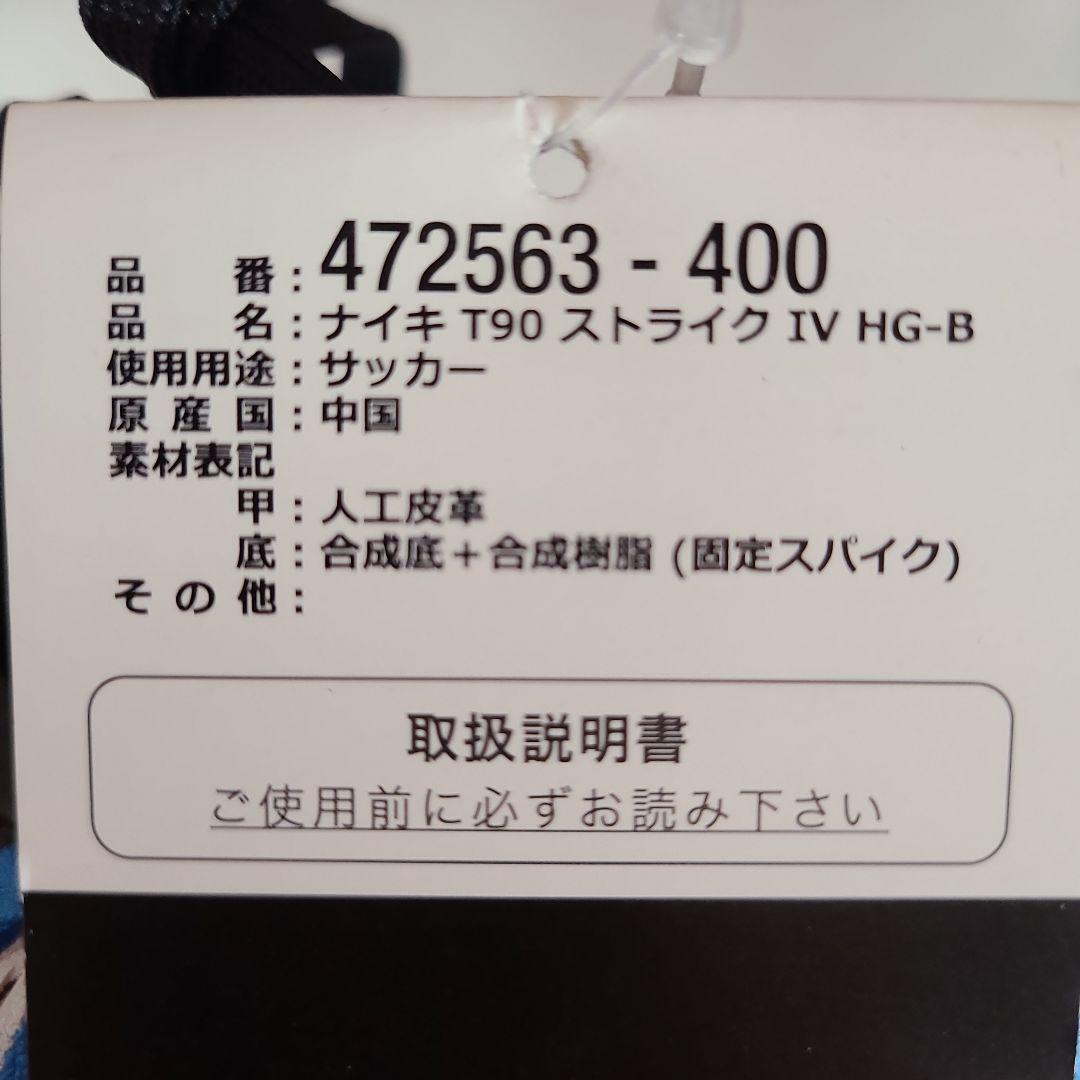 品番:472563-400
品名:ナイキ T90 ストライク IV HG-B
使用用途:サッカー
原産国:中国
素材表記
甲:人工皮革
底:合成底+合成樹脂 (固定スパイク)
その他:
取扱説明書
ご使用前に必ずお読み下さい